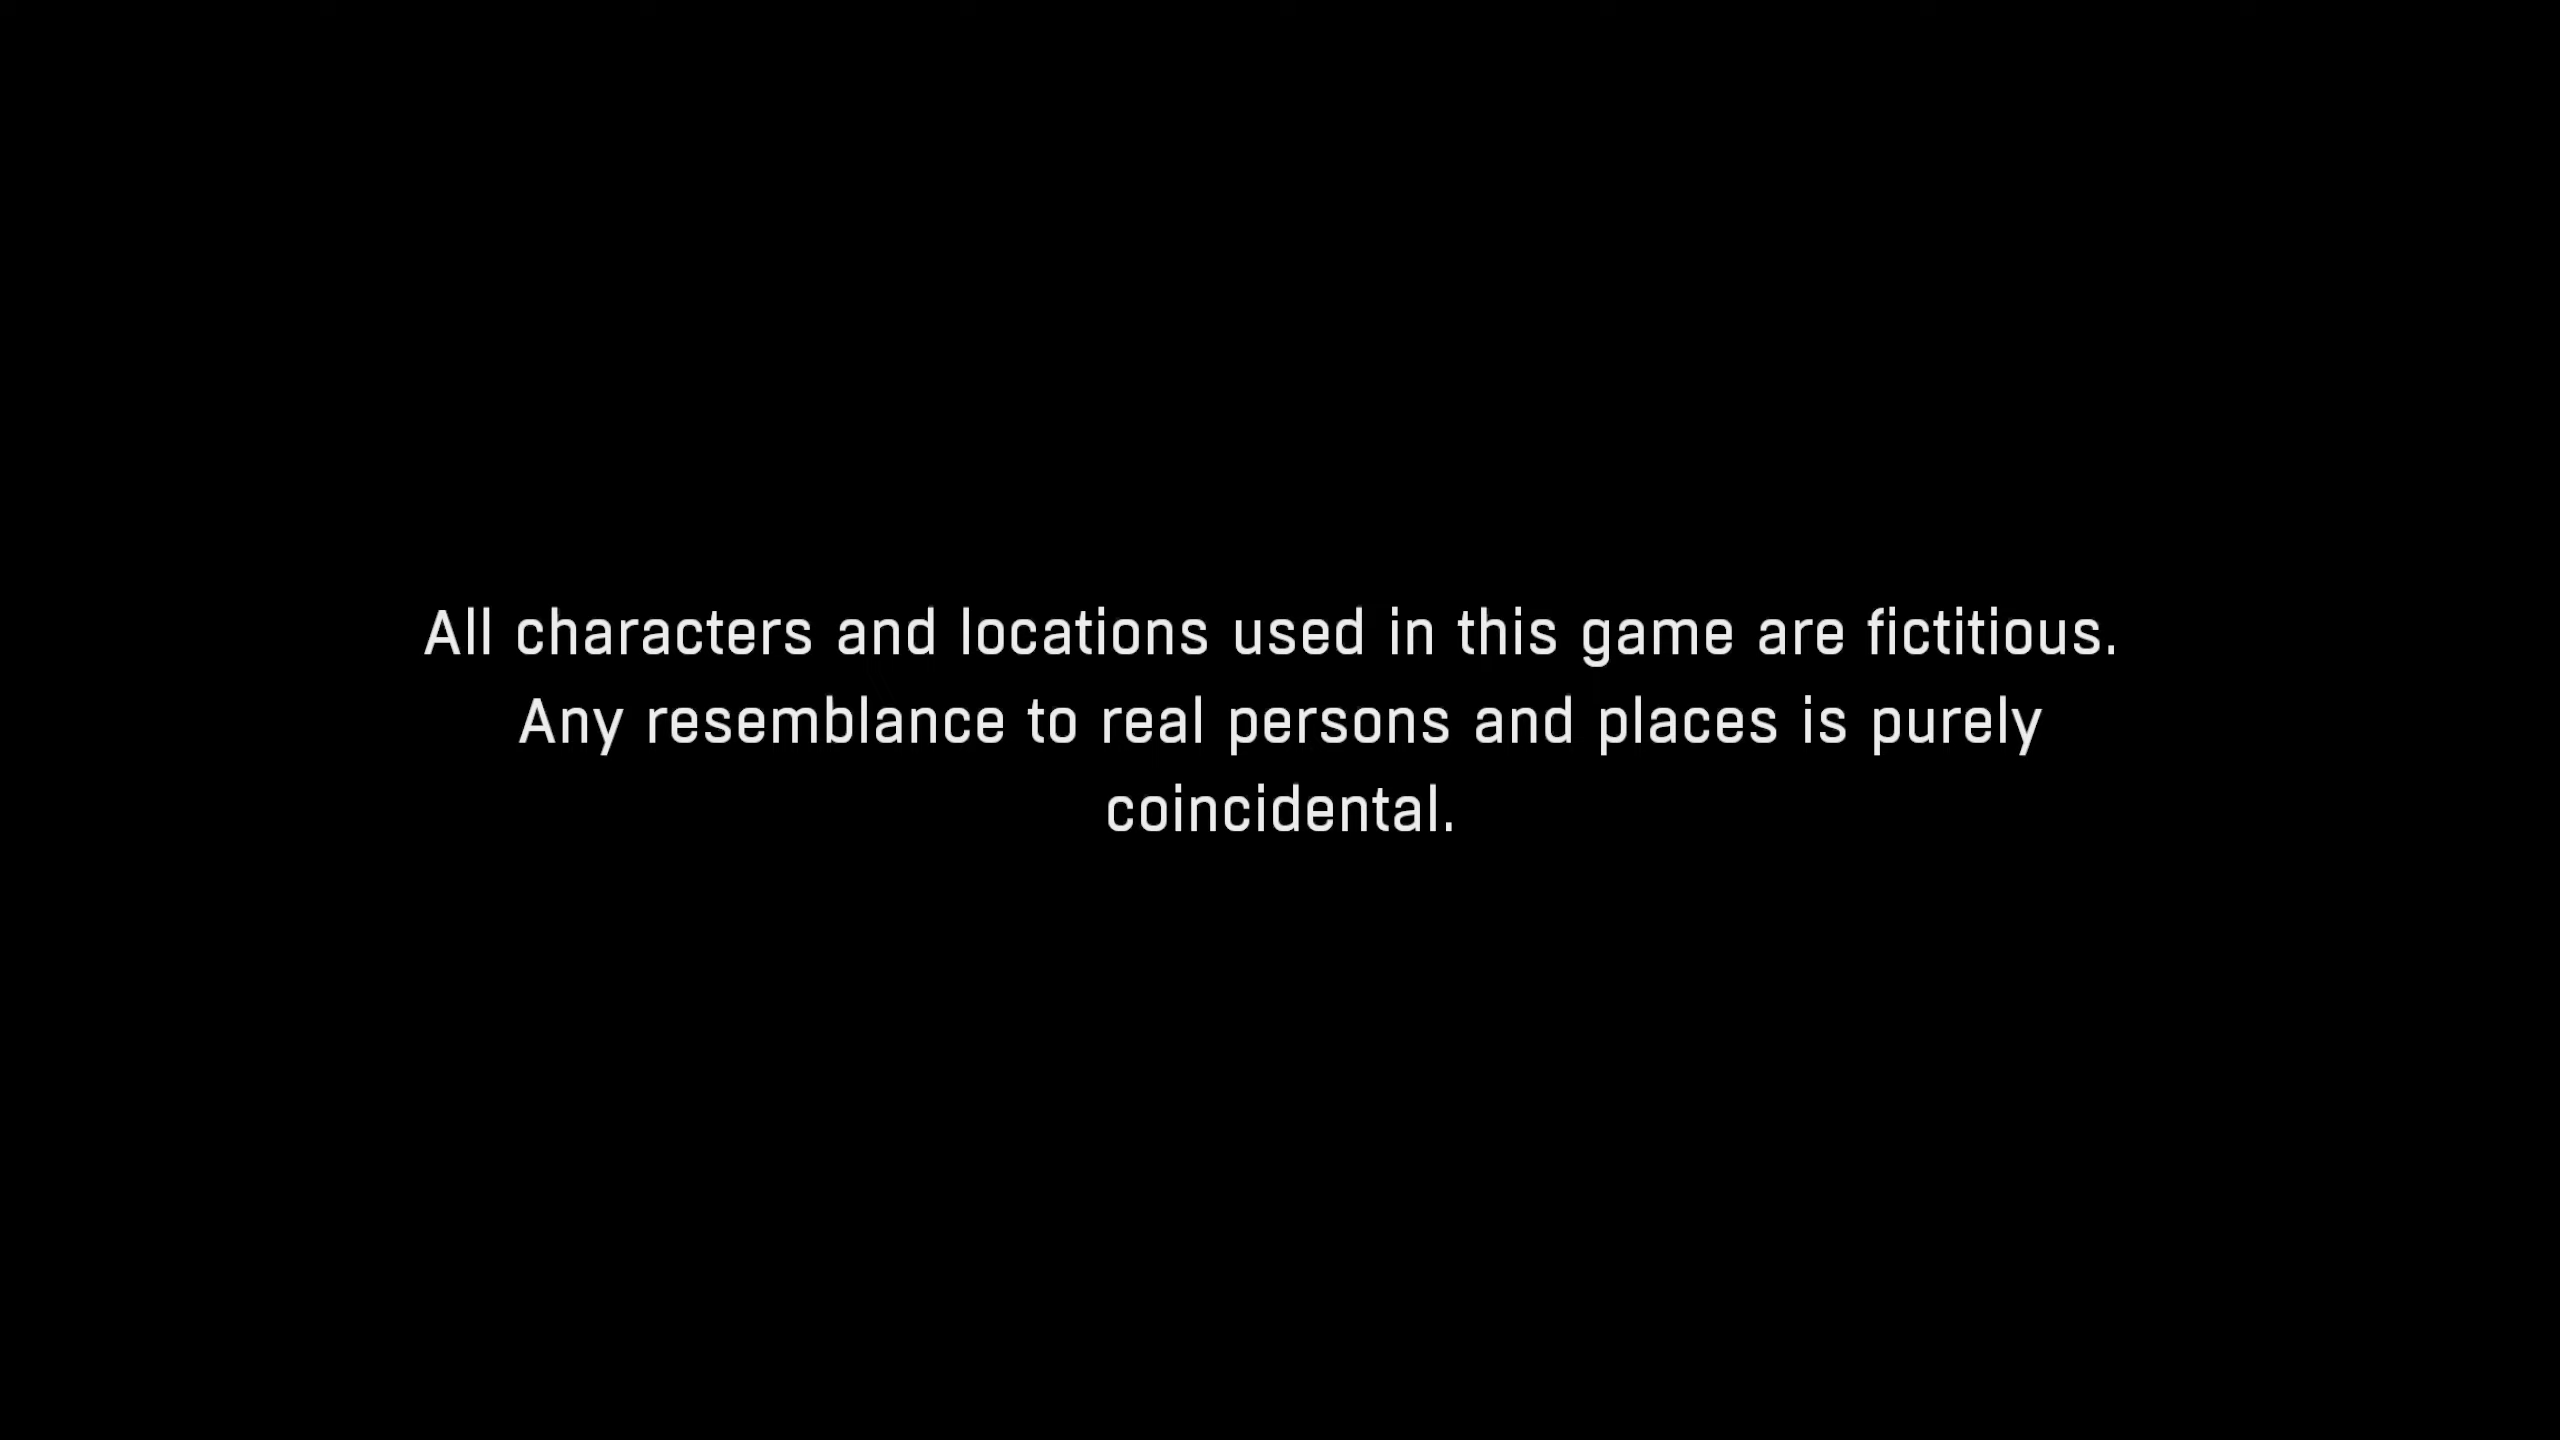 All characters and locations used in this game are fictitious.
Any resemblance to real persons and places is purely
coincidental.